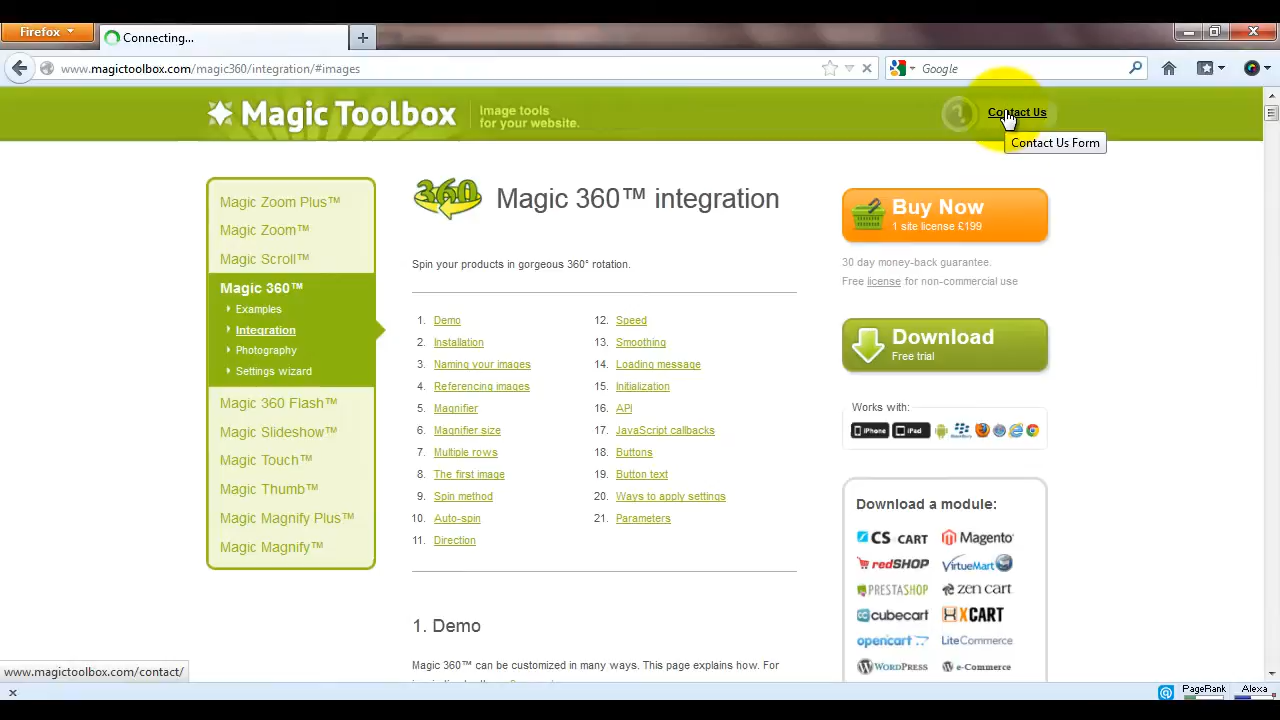 Firefox
Connecting...
www.magictoolbox.com/magic360/integration/#images
Google
Magic Toolbox
Image tools
for your website.
?
Contact Us
Contact Us Form
Magic Zoom Plus™
Magic Zoom™
Magic Scroll™
Magic 360™
Examples
Integration
Photography
Settings wizard
Magic 360 Flash™
Magic Slideshow™
Magic Touch™
Magic Thumb™
Magic Magnify Plus™
Magic Magnify™
360
Magic 360™ integration
Spin your products in gorgeous 360° rotation.
1. Demo
2. Installation
3. Naming your images
4. Referencing images
5. Magnifier
6. Magnifier size
7. Multiple rows
8. The first image
9. Spin method
10. Auto-spin
11. Direction
12. Speed
13. Smoothing
14. Loading message
15. Initialization
16. API
17. JavaScript callbacks
18. Buttons
19. Button text
20. Ways to apply settings
21. Parameters
1. Demo
Magic 360™ can be customized in many ways. This page explains how. For
Buy Now
1 site license £199
30 day money-back guarantee.
Free license for non-commercial use
Download
Free trial
Works with:
iPhone
iPad
BlackBerry
Download a module:
CS CART
Magento
redSHOP
VirtueMart
PRESTASHOP
zen cart
cubecart
XCART
opencart
LiteCommerce
WORDPRESS
e-Commerce
www.magictoolbox.com/contact/
PageRank
Alexa